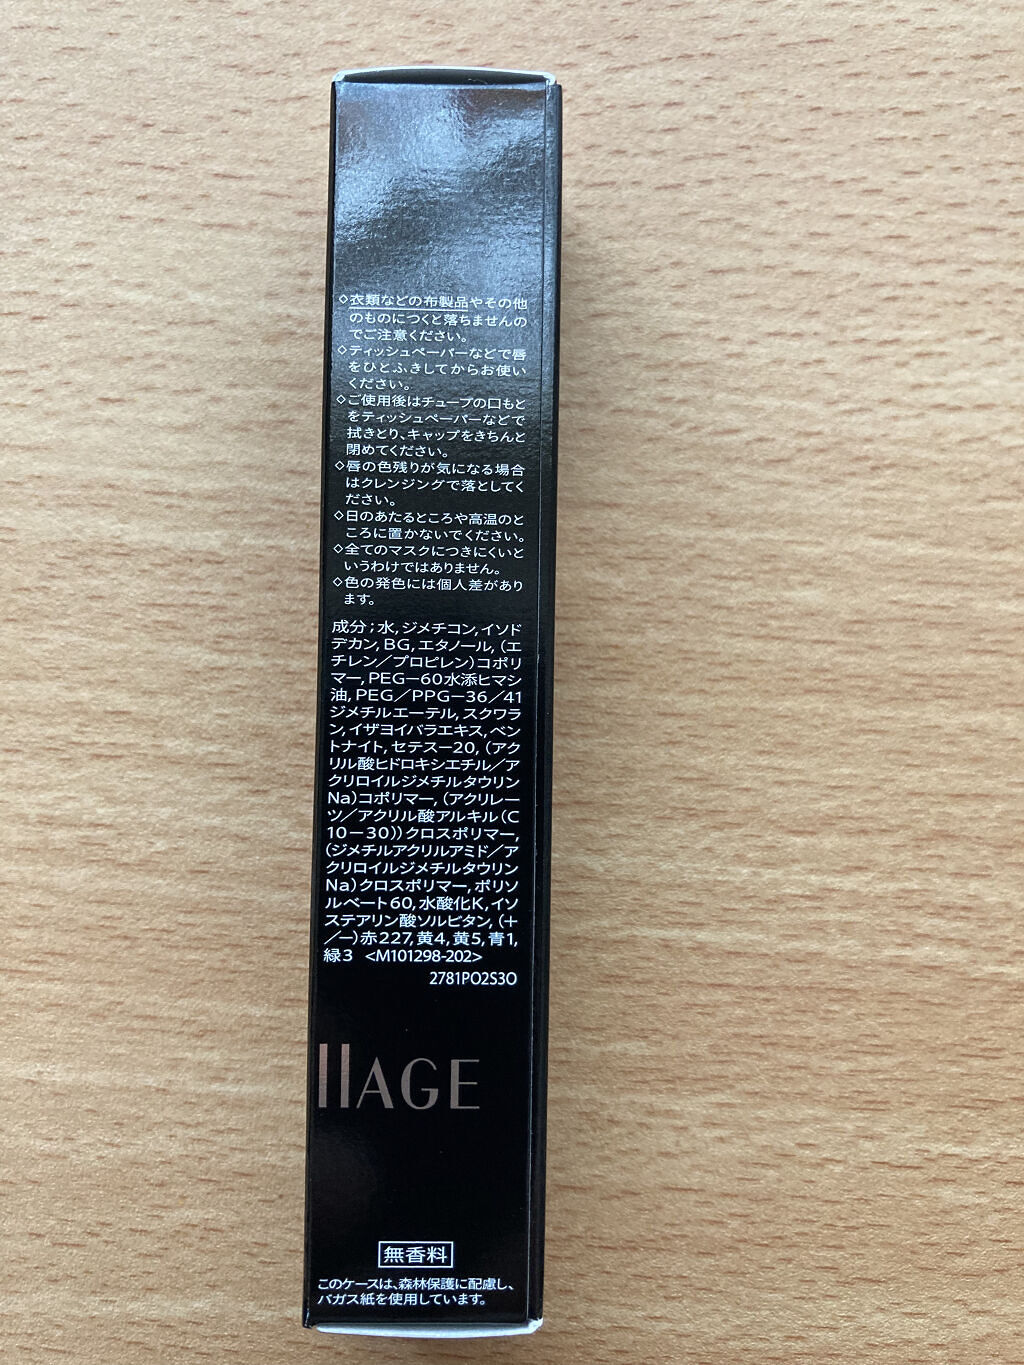 ◇衣類などの布製品やその他
のものにつくと落ちませんの
でご注意ください。
◇ティッシュペーパーなどで唇
をひとふきしてからお使い
ください。
◇ご使用後はチューブの口もと
をティッシュペーパーなどで
拭きとり、キャップをきちんと
閉めてください。
◇唇の色残りが気になる場合
はクレンジングで落としてく
ださい。
◇日のあたるところや高温のと
ころに置かないでください。
◇全てのマスクにつきにくいと
いうわけではありません。
◇色の発色には個人差があり
ます。
成分；水, ジメチコン, イソド
デカン, BG, エタノール, （エ
チレン／プロピレン）コポリ
マー, PEG－60水添ヒマシ
油, PEG／PPG－36／41
ジメチルエーテル, スクワラ
ン, イザヨイバラエキス, ベン
トナイト, セテス－20, （アク
リル酸ヒドロキシエチル／ア
クリロイルジメチルタウリン
Na）コポリマー, （アクリレー
ツ／アクリル酸アルキル（C
10－30））クロスポリマー,
（ジメチルアクリルアミド／ア
クリロイルジメチルタウリン
Na）クロスポリマー, ポリソ
ルベート60, 水酸化K, イソ
ステアリン酸ソルビタン, （＋
／－）赤227, 黄4, 黄5, 青1,
緑3 <M101298-202>
2781PO2S3O
llAGE
無香料
このケースは、森林保護に配慮し、
バガス紙を使用しています。